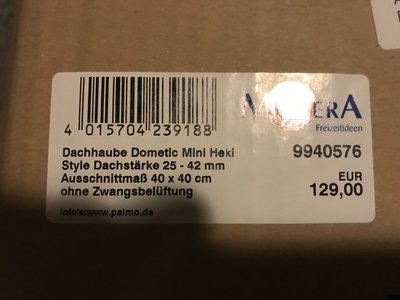 4 015704 239188
Freizeitideen
Dachhaube Dometic Mini Heki
Style Dachstärke 25 - 42 mm
Ausschnittmaß 40 x 40 cm
ohne Zwangsbelüftung
9940576
EUR
129,00
info's:www.palmo.de